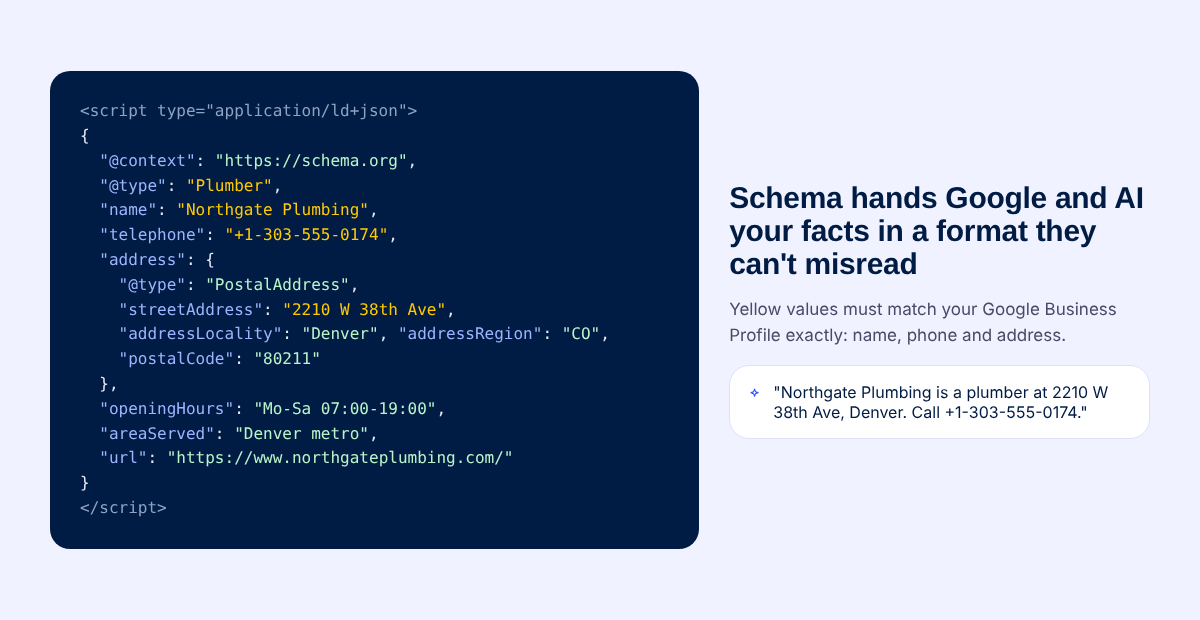 <script type="application/ld+json">
{
  "@context": "https://schema.org",
  "@type": "Plumber",
  "name": "Northgate Plumbing",
  "telephone": "+1-303-555-0174",
  "address": {
    "@type": "PostalAddress",
    "streetAddress": "2210 W 38th Ave",
    "addressLocality": "Denver", "addressRegion": "CO",
    "postalCode": "80211"
  },
  "openingHours": "Mo-Sa 07:00-19:00",
  "areaServed": "Denver metro",
  "url": "https://www.northgateplumbing.com/"
}
</script>
Schema hands Google and AI
your facts in a format they
can't misread
Yellow values must match your Google Business
Profile exactly: name, phone and address.
"Northgate Plumbing is a plumber at 2210 W
38th Ave, Denver. Call +1-303-555-0174."